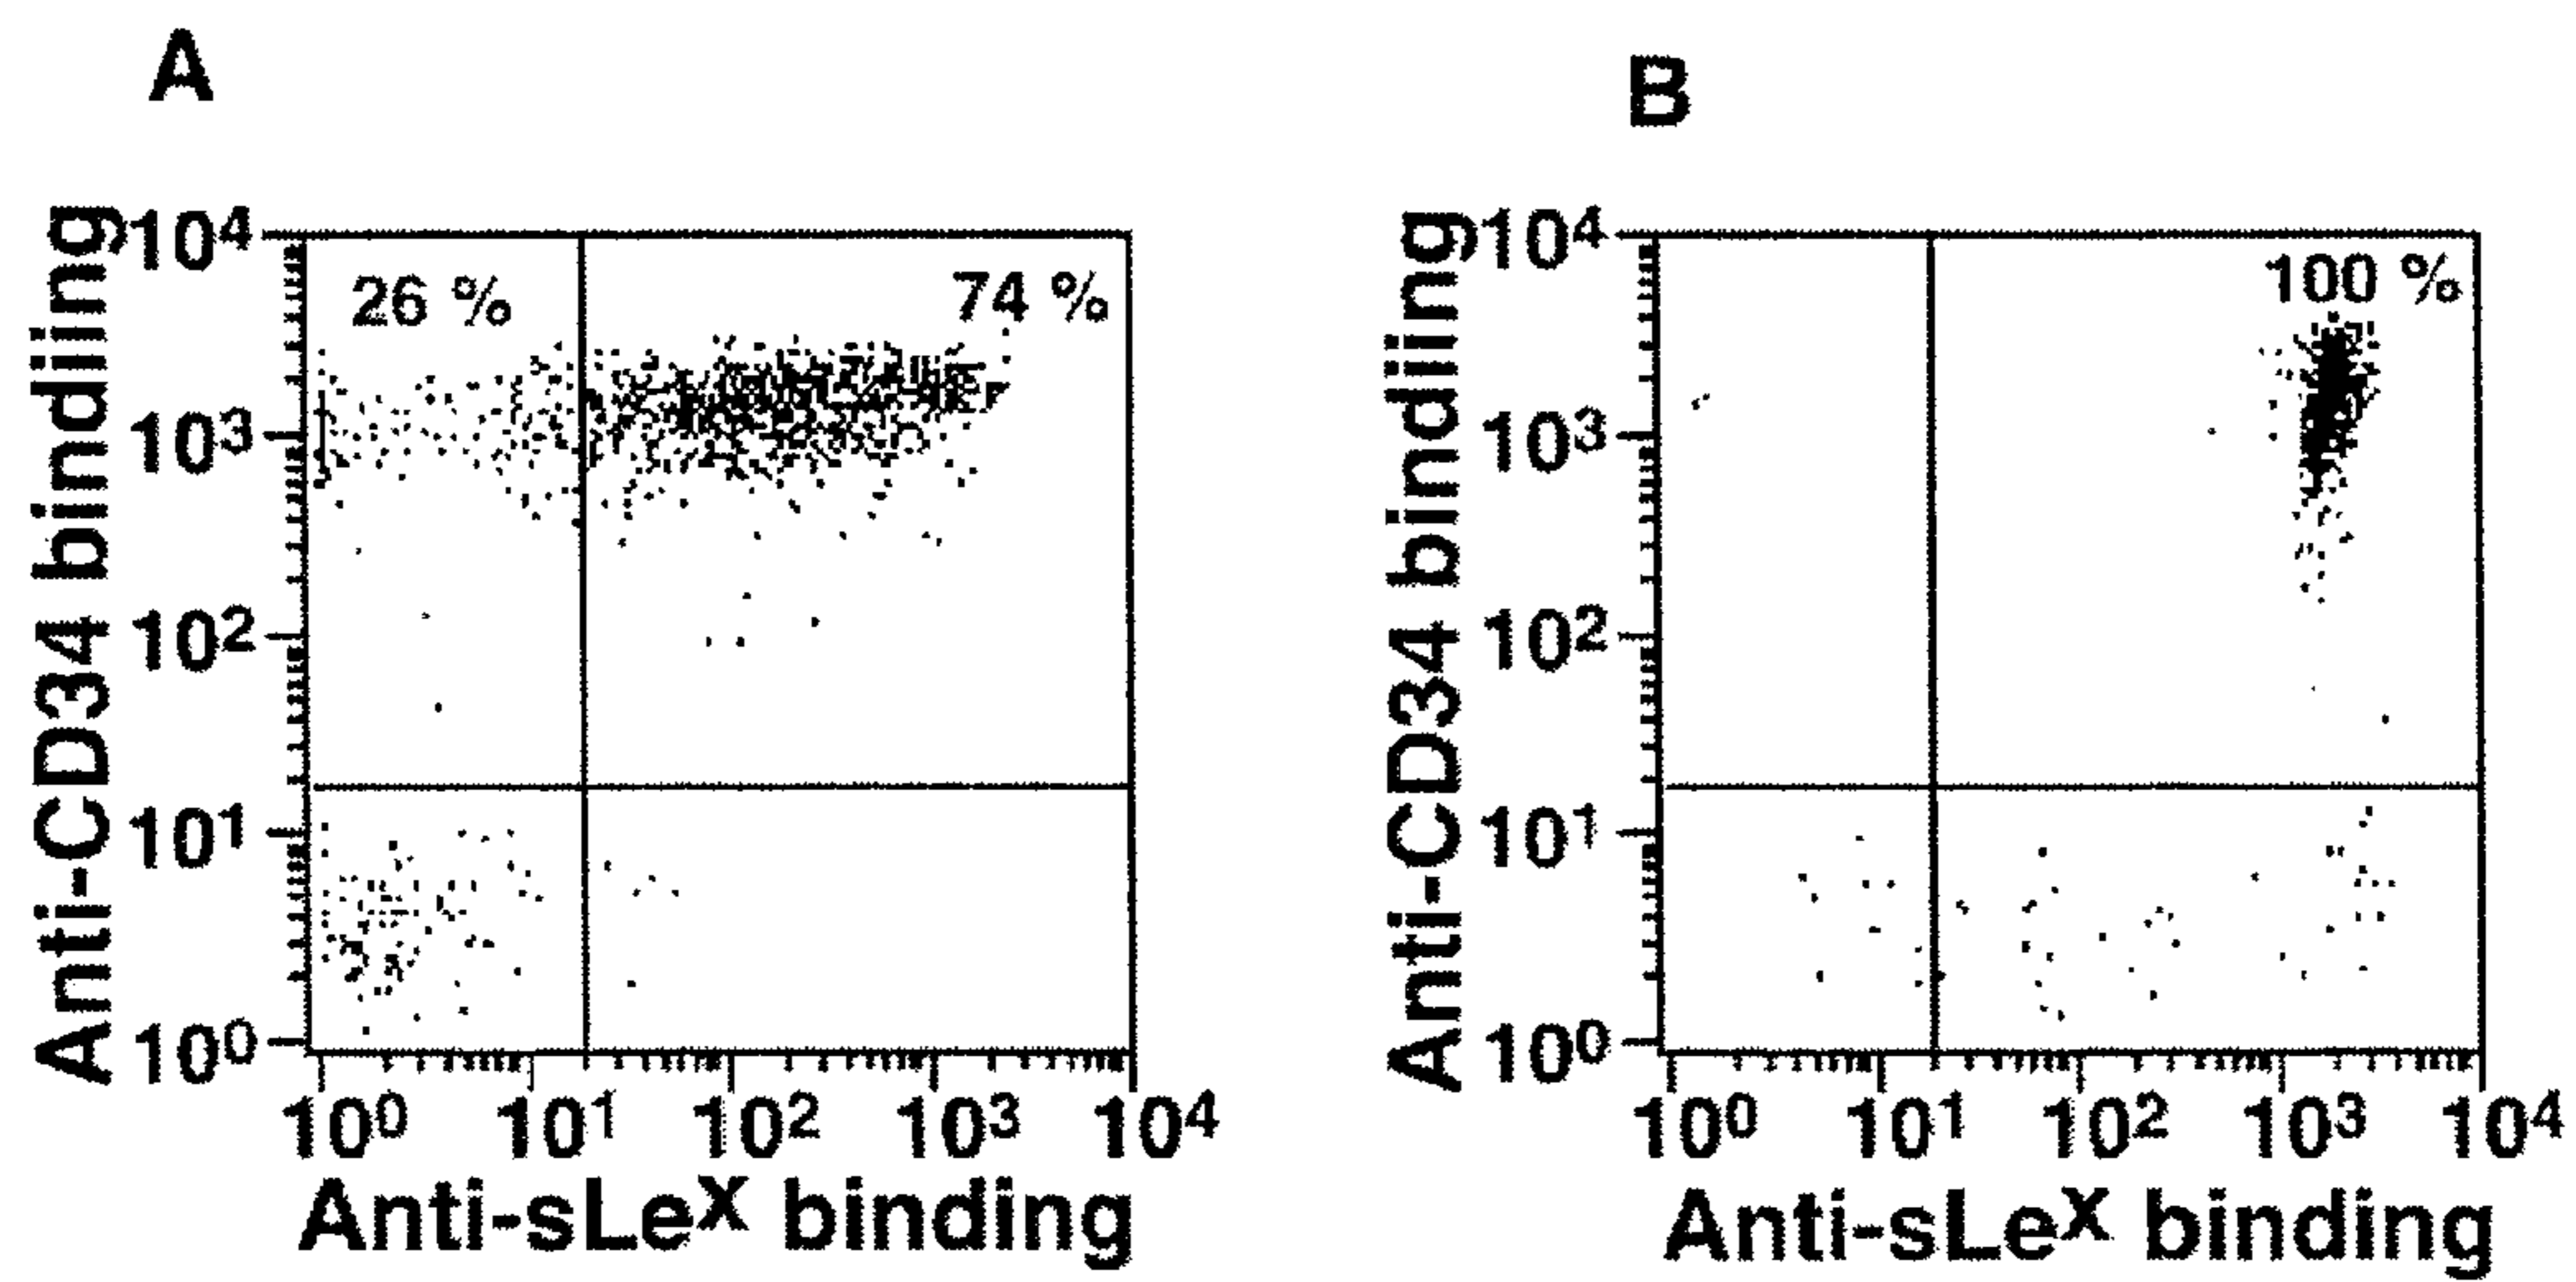 A
Anti-CD34 bindiing
10⁴
10³
10²
10¹
10⁰
26 %
74 %
10⁰ 10¹ 10² 10³ 10⁴
Anti-sLeˣ binding
B
Anti-CD34 bindiing
10⁴
10³
10²
10¹
10⁰
100 %
10⁰ 10¹ 10² 10³ 10⁴
Anti-sLeˣ binding